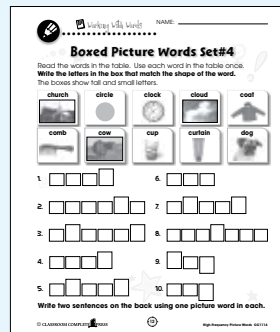 Working With Words NAME:
Boxed Picture Words Set#4
Read the words in the table. Use each word in the table once.
Write the letters in the box that match the shape of the word.
The boxes show tall and small letters.
church circle clock cloud coat
comb cow cup curtain dog
1. 6.
2. 7.
3. 8.
4. 9.
5. 10.
Write two sentences on the back using one picture word in each.
© CLASSROOM COMPLETE PRESS 12 High-Frequency Picture Words CC1114